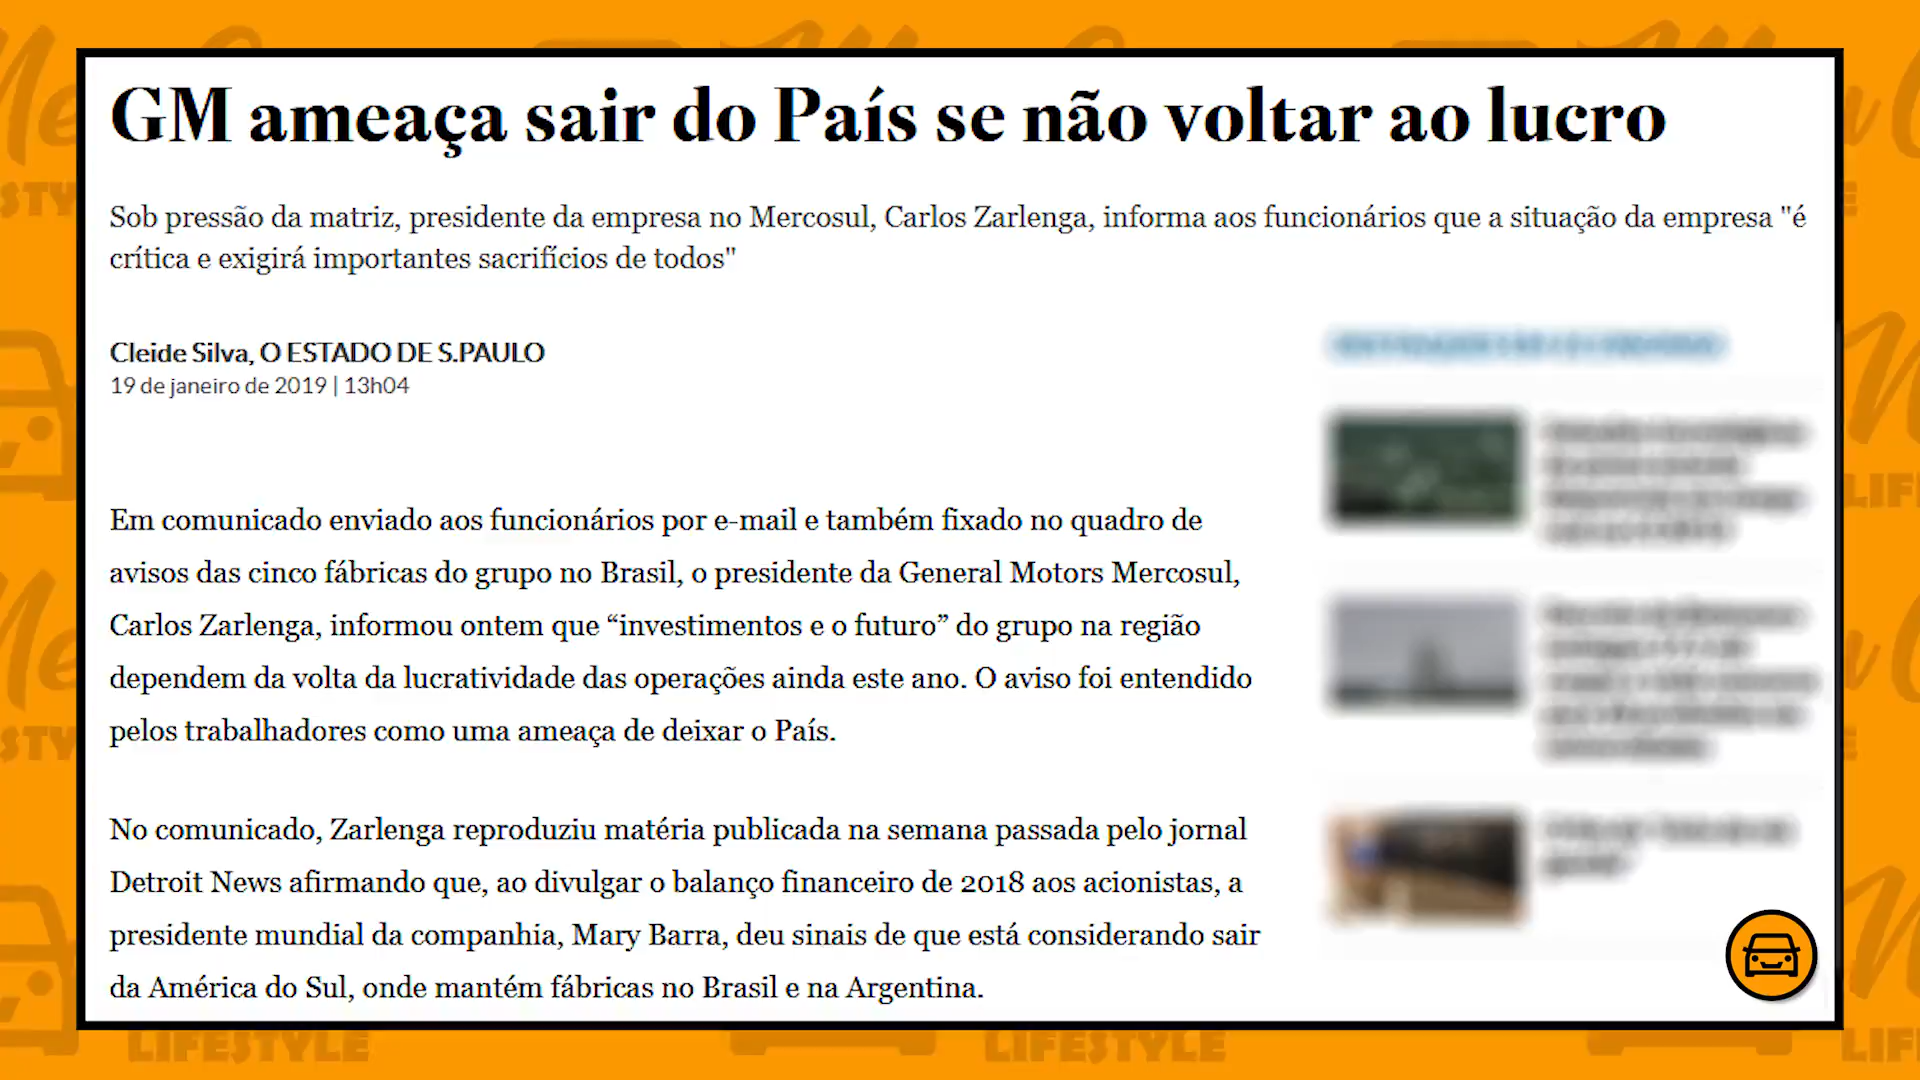 GM ameaça sair do País se não voltar ao lucro
Sob pressão da matriz, presidente da empresa no Mercosul, Carlos Zarlenga, informa aos funcionários que a situação da empresa "é
crítica e exigirá importantes sacrifícios de todos"
Cleide Silva, O ESTADO DE S.PAULO
19 de janeiro de 2019 | 13h04
Em comunicado enviado aos funcionários por e-mail e também fixado no quadro de
avisos das cinco fábricas do grupo no Brasil, o presidente da General Motors Mercosul,
Carlos Zarlenga, informou ontem que “investimentos e o futuro” do grupo na região
dependem da volta da lucratividade das operações ainda este ano. O aviso foi entendido
pelos trabalhadores como uma ameaça de deixar o País.
No comunicado, Zarlenga reproduziu matéria publicada na semana passada pelo jornal
Detroit News afirmando que, ao divulgar o balanço financeiro de 2018 aos acionistas, a
presidente mundial da companhia, Mary Barra, deu sinais de que está considerando sair
da América do Sul, onde mantém fábricas no Brasil e na Argentina.
LIFESTYLE LIFESTYLE